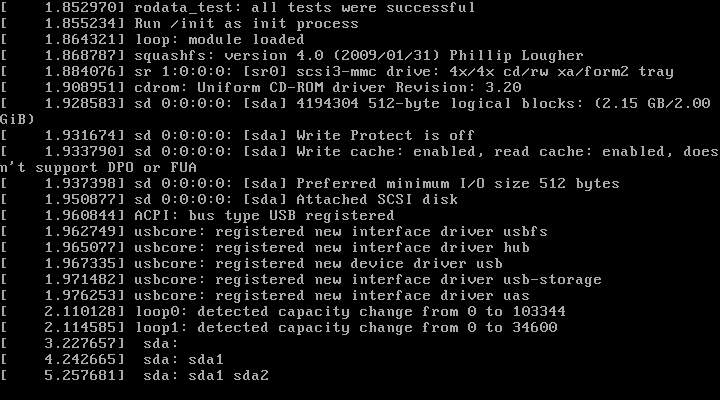 [    1.852970] rodata_test: all tests were successful
[    1.855234] Run /init as init process
[    1.864321] loop: module loaded
[    1.868787] squashfs: version 4.0 (2009/01/31) Phillip Lougher
[    1.884076] sr 1:0:0:0: [sr0] scsi3-mmc drive: 4x/4x cd/rw xa/form2 tray
[    1.908951] cdrom: Uniform CD-ROM driver Revision: 3.20
[    1.928583] sd 0:0:0:0: [sda] 4194304 512-byte logical blocks: (2.15 GB/2.00
GiB)
[    1.931674] sd 0:0:0:0: [sda] Write Protect is off
[    1.933790] sd 0:0:0:0: [sda] Write cache: enabled, read cache: enabled, does
n't support DPO or FUA
[    1.937398] sd 0:0:0:0: [sda] Preferred minimum I/O size 512 bytes
[    1.950877] sd 0:0:0:0: [sda] Attached SCSI disk
[    1.960844] ACPI: bus type USB registered
[    1.962749] usbcore: registered new interface driver usbfs
[    1.965077] usbcore: registered new interface driver hub
[    1.967335] usbcore: registered new device driver usb
[    1.971482] usbcore: registered new interface driver usb-storage
[    1.976253] usbcore: registered new interface driver uas
[    2.110128] loop0: detected capacity change from 0 to 103344
[    2.114585] loop1: detected capacity change from 0 to 34600
[    3.227657]  sda:
[    4.242665]  sda: sda1
[    5.257681]  sda: sda1 sda2